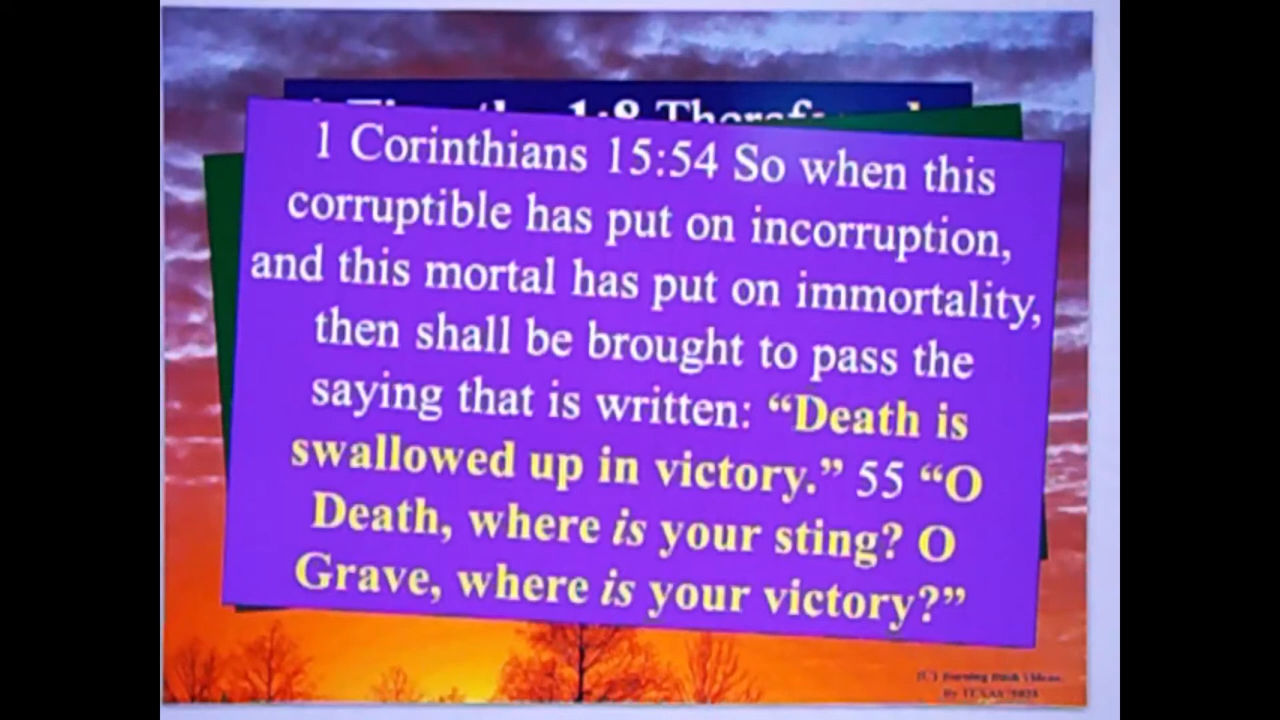 1:8
1 Corinthians 15:54 So when this
corruptible has put on incorruption,
and this mortal has put on immortality,
then shall be brought to pass the
saying that is written: “Death is
swallowed up in victory.” 55 “O
Death, where is your sting? O
Grave, where is your victory?”